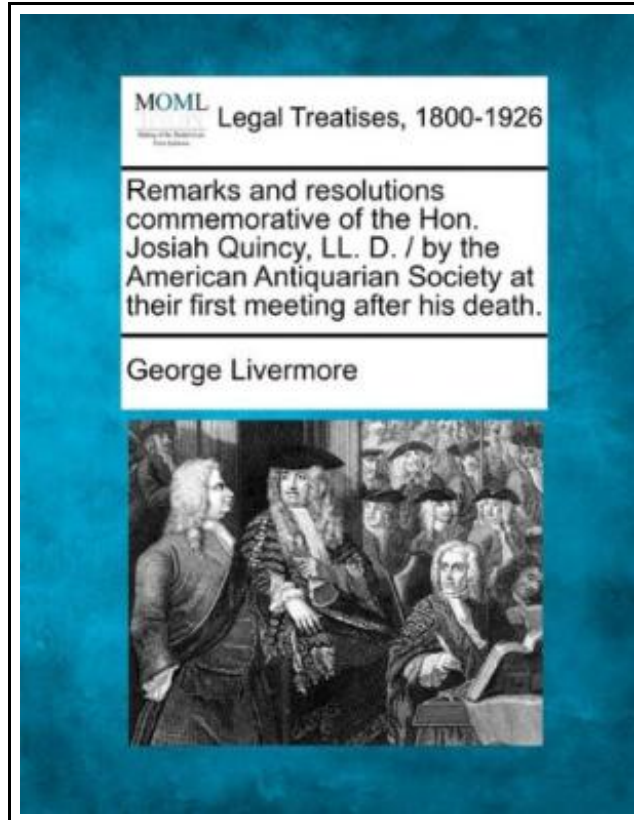 MOML
Legal Treatises, 1800-1926
Remarks and resolutions
commemorative of the Hon.
Josiah Quincy, LL. D. / by the
American Antiquarian Society at
their first meeting after his death.
George Livermore